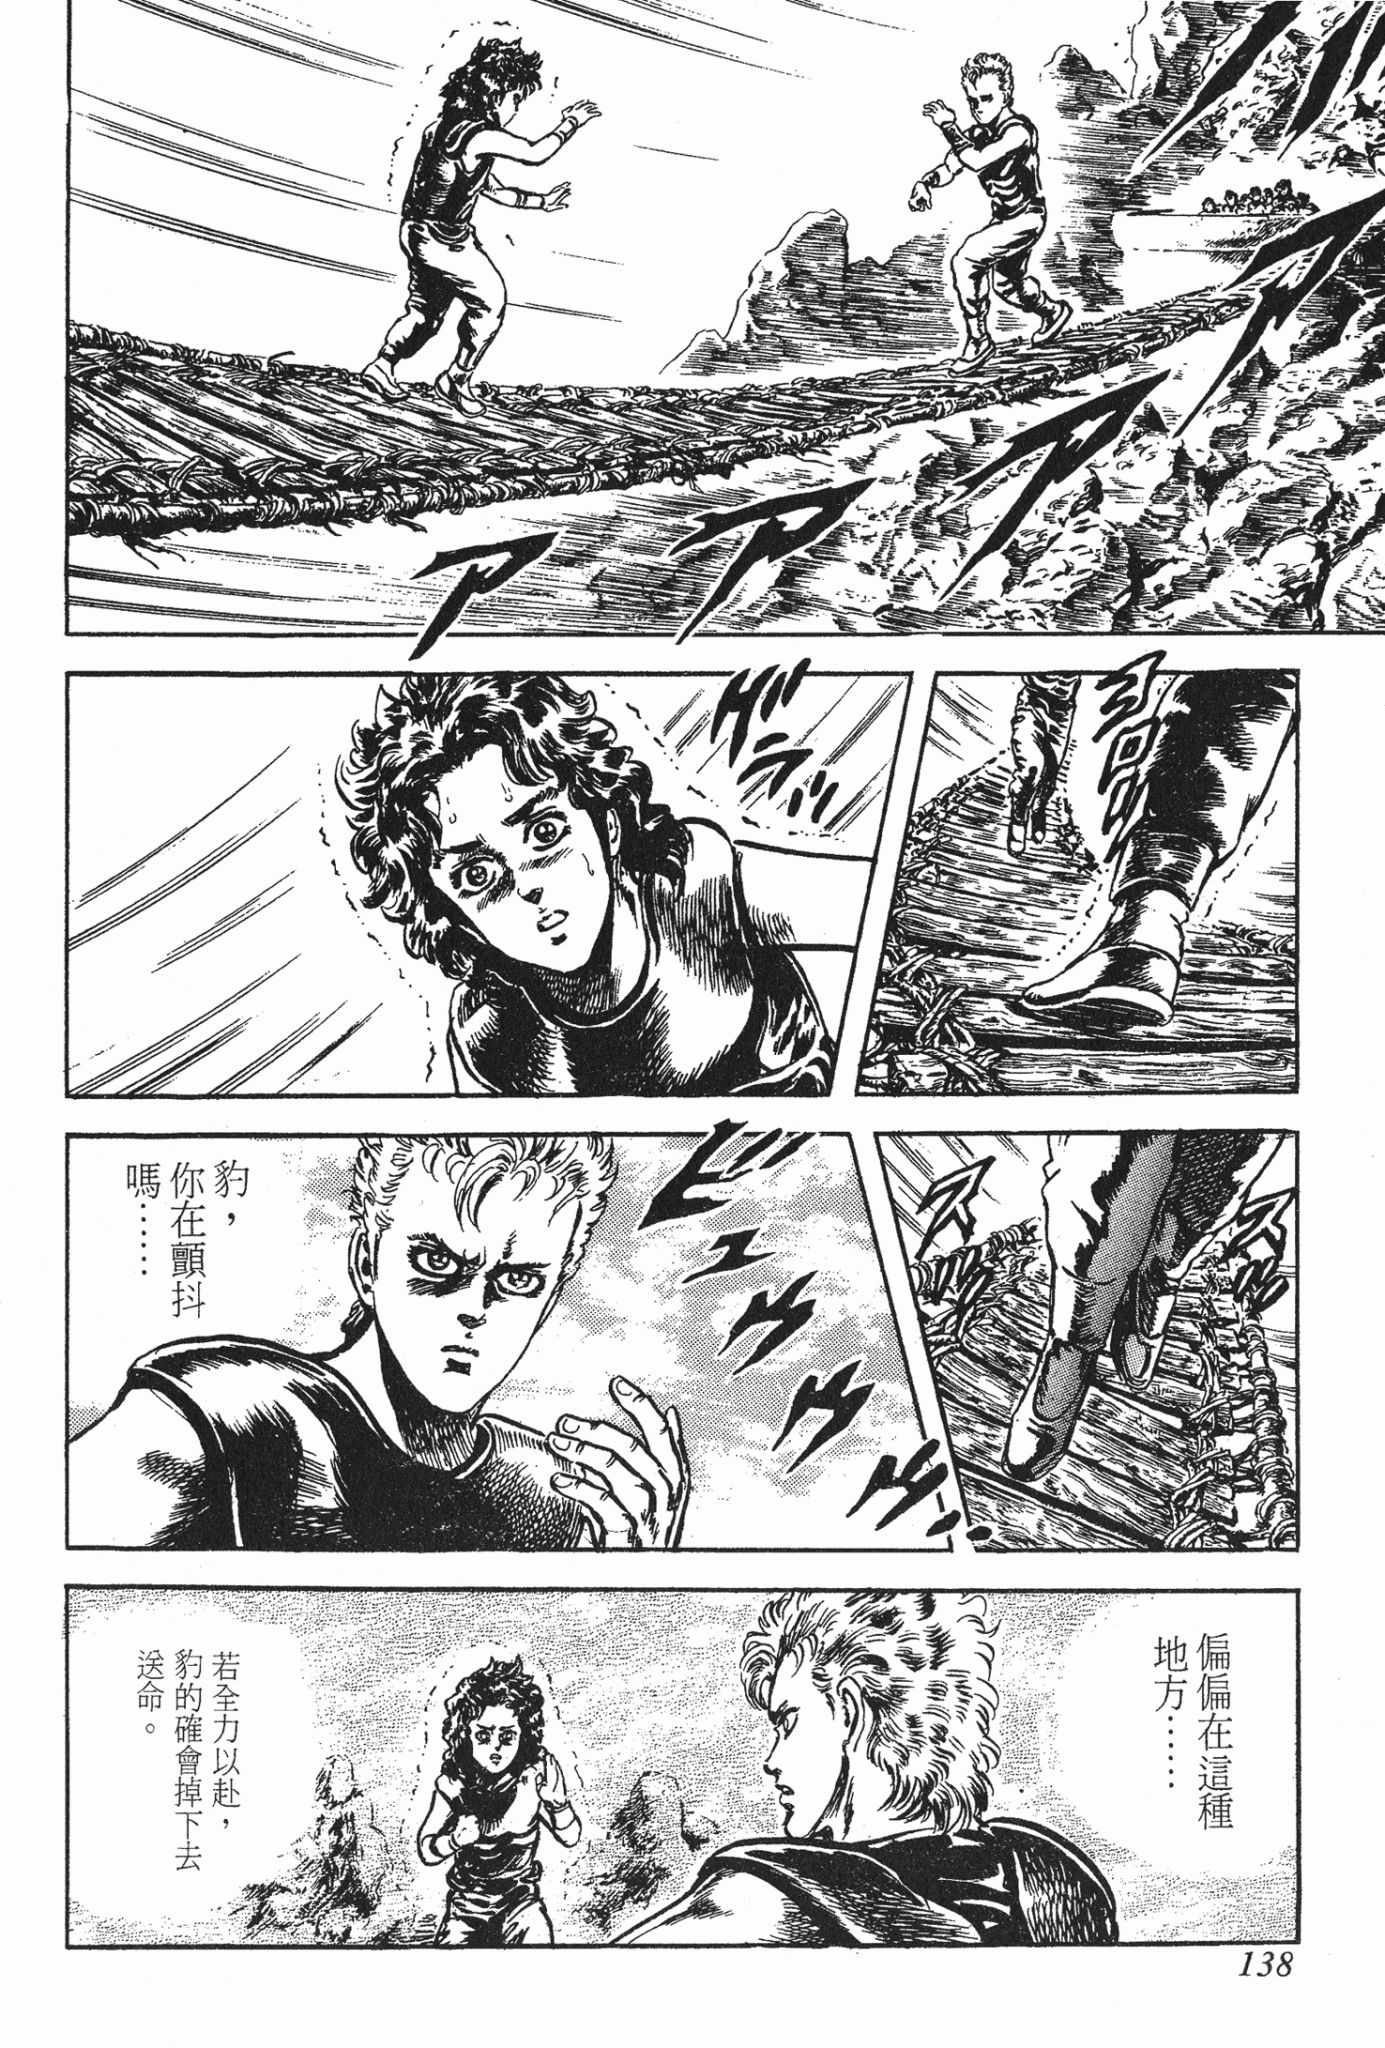 アアアアアア
ヨロ
グラッ
スス
ビュウウウウ
豹，
你在顫抖
嗎……
偏偏在這種
地方……
若全力以赴，
豹的確會掉下去
送命。
138